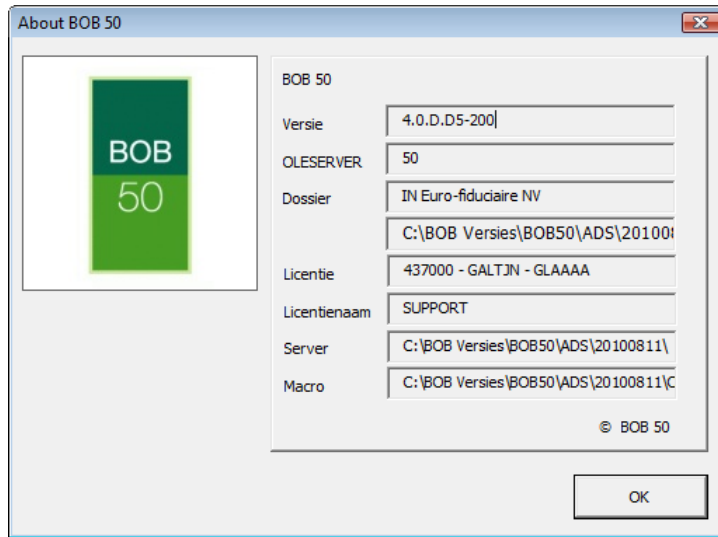 About BOB 50
BOB
50
BOB 50
Versie 4.0.D.D5-200
OLESERVER 50
Dossier IN Euro-fiduciaire NV
C:\BOB Versies\BOB50\ADS\20100
Licentie 437000 - GALTJN - GLAAAA
Licentienaam SUPPORT
Server C:\BOB Versies\BOB50\ADS\20100811\
Macro C:\BOB Versies\BOB50\ADS\20100811\C
© BOB 50
OK